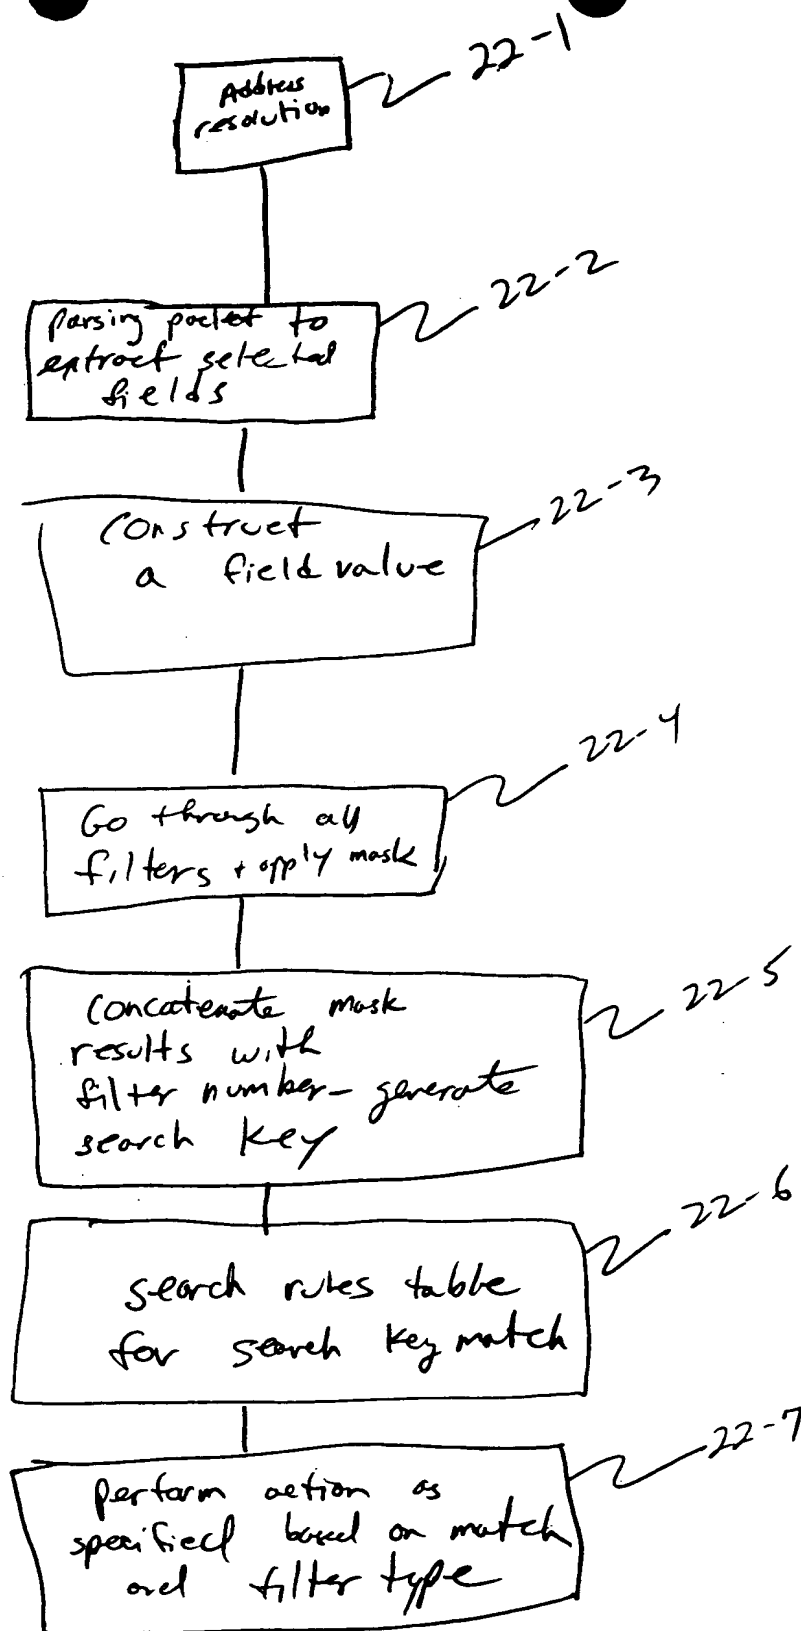 Address
resolution
22-1
Parsing packet to
extract selected
fields
22-2
Construct
a field value
22-3
Go through all
filters + apply mask
22-4
Concatenate mask
results with
filter number - generate
search key
22-5
search rules table
for search key match
22-6
perform action as
specified based on match
and filter type
22-7